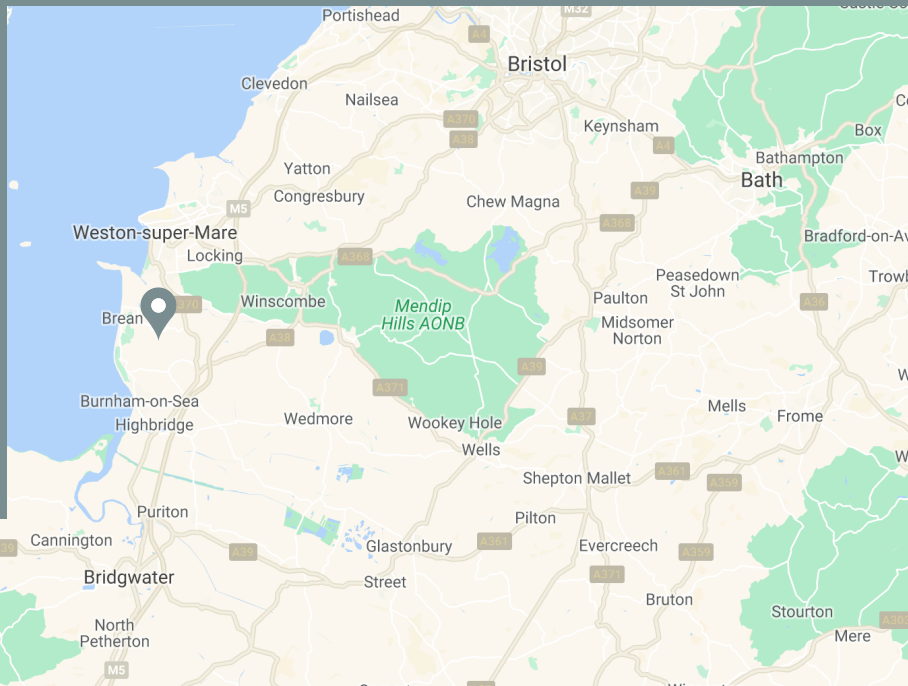 Portishead
M32
A4
Bristol
Clevedon
Nailsea
A370
A38
Keynsham
Box
A4
Bathampton
Yatton
Bath
Congresbury
A39
Chew Magna
M5
A368
Weston-super-Mare
Bradford-on-Av
Locking
A368
Peasedown
St John
Trowb
Winscombe
Paulton
A36
Mendip
Hills AONB
Brean
Midsomer
Norton
A38
A39
A371
Burnham-on-Sea
Mells
Frome
Highbridge
Wedmore
Wookey Hole
A37
Wells
Shepton Mallet
A361
A359
Puriton
Pilton
Cannington
39
A39
Glastonbury
A361
Evercreech
A359
Bridgwater
Street
A371
Bruton
Stourton
A303
North
Petherton
Mere
M5